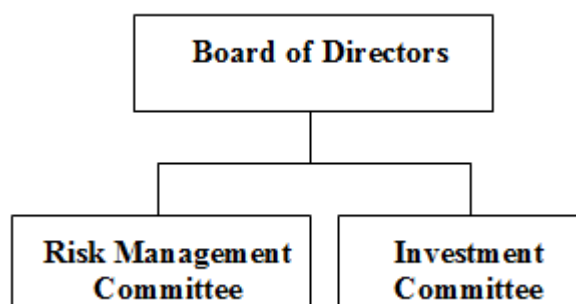 Board of Directors
Risk Management
Committee
Investment
Committee